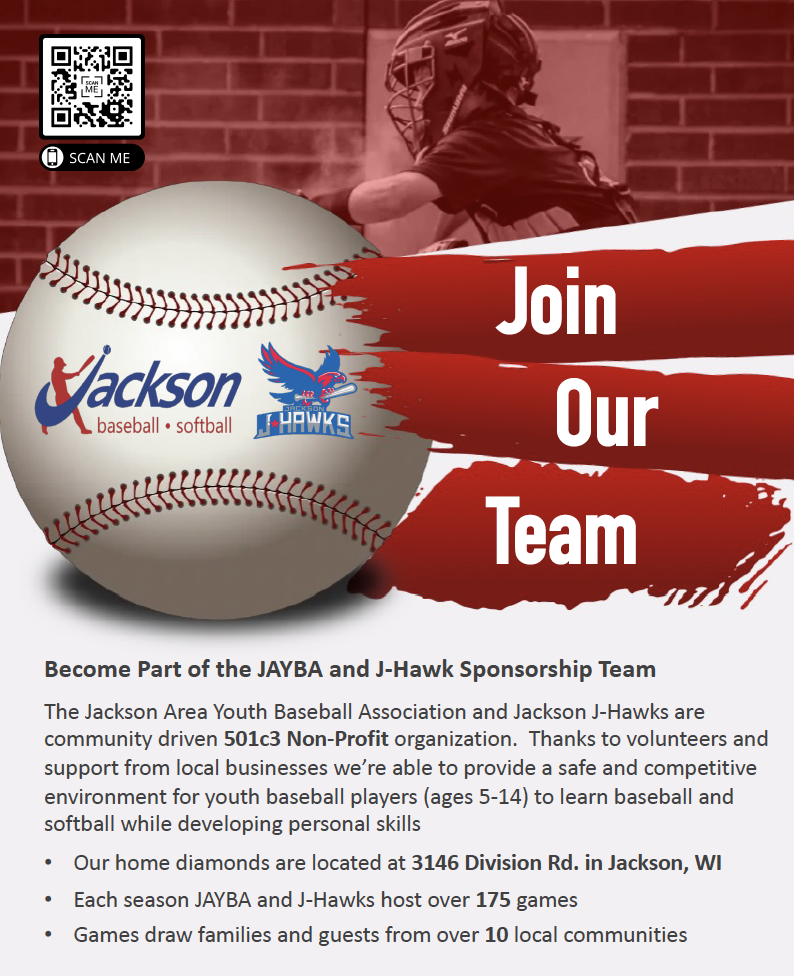 SCAN
ME
SCAN ME
Join
Our
Team
Jackson
baseball • softball
JACKSON
J-HAWKS
Become Part of the JAYBA and J-Hawk Sponsorship Team
The Jackson Area Youth Baseball Association and Jackson J-Hawks are
community driven 501c3 Non-Profit organization.  Thanks to volunteers and
support from local businesses we're able to provide a safe and competitive
environment for youth baseball players (ages 5-14) to learn baseball and
softball while developing personal skills
• Our home diamonds are located at 3146 Division Rd. in Jackson, WI
• Each season JAYBA and J-Hawks host over 175 games
• Games draw families and guests from over 10 local communities